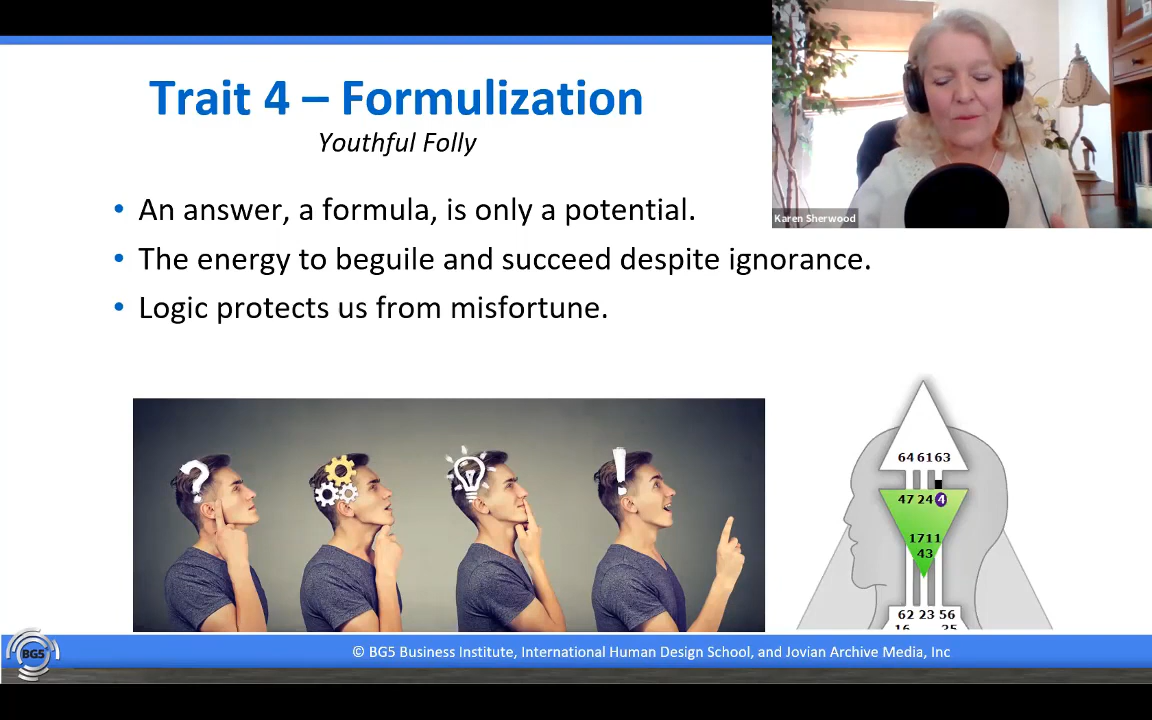 Trait 4 – Formulization
Youthful Folly
• An answer, a formula, is only a potential.
• The energy to beguile and succeed despite ignorance.
• Logic protects us from misfortune.
Karen Sherwood
?
!
64 61 63
47 24 4
17 11
43
62 23 56
16 35
BG5
© BG5 Business Institute, International Human Design School, and Jovian Archive Media, Inc